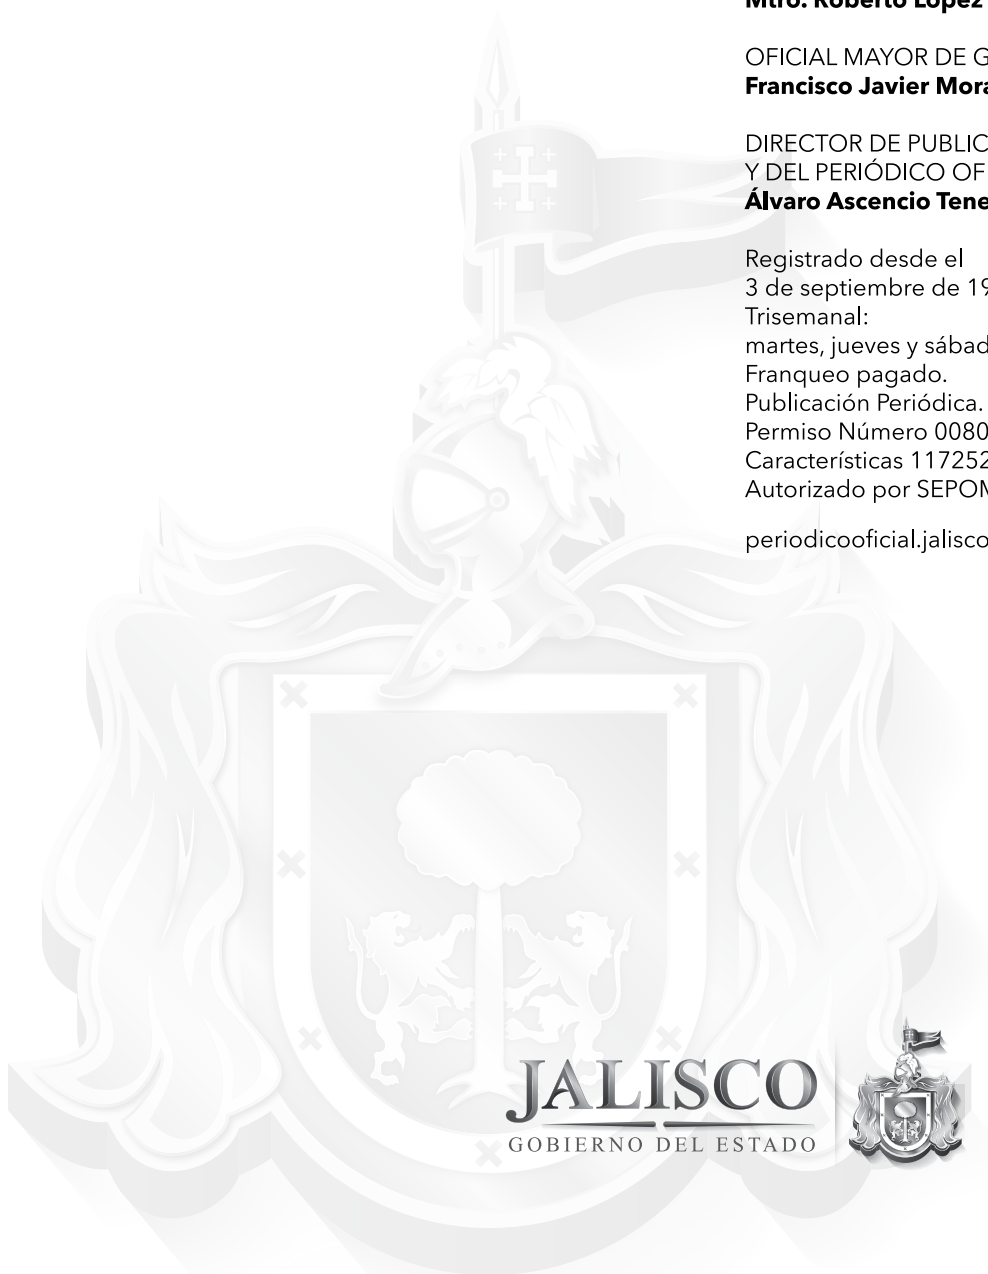 Mtro. Roberto López
OFICIAL MAYOR DE G
Francisco Javier Mora
DIRECTOR DE PUBLIC
Y DEL PERIÓDICO OF
Álvaro Ascencio Tene
Registrado desde el
3 de septiembre de 19
Trisemanal:
martes, jueves y sábad
Franqueo pagado.
Publicación Periódica.
Permiso Número 0080
Características 117252
Autorizado por SEPOM
periodicooficial.jalisco
JALISCO
GOBIERNO DEL ESTADO